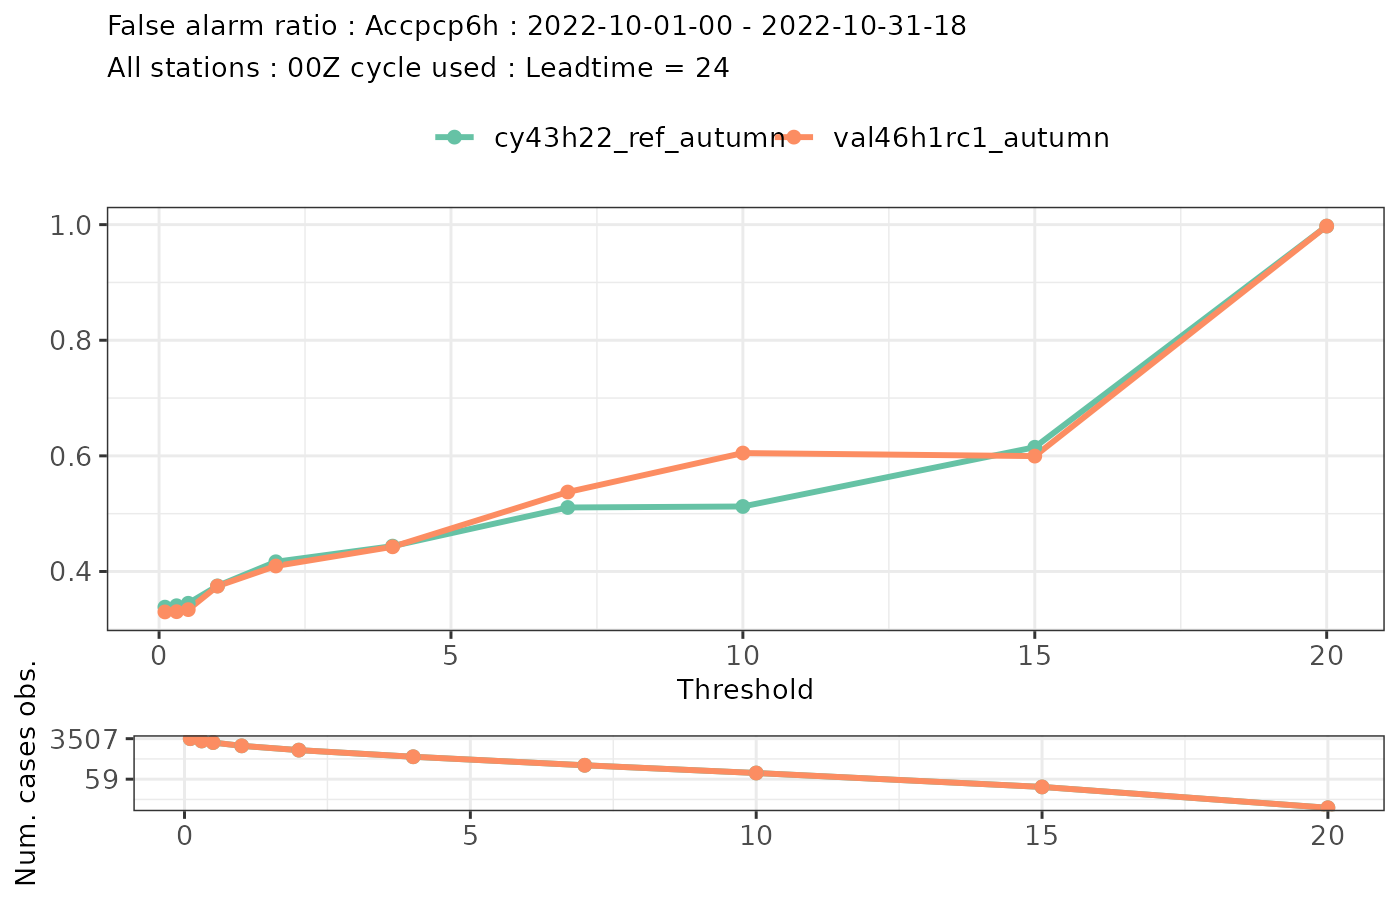 False alarm ratio : Accpcp6h : 2022-10-01-00 - 2022-10-31-18
All stations : 00Z cycle used : Leadtime = 24
cy43h22_ref_autumn val46h1rc1_autumn
1.0
0.8
0.6
0.4
0 5 10 15 20
Threshold
Num. cases obs.
3507
59
0 5 10 15 20